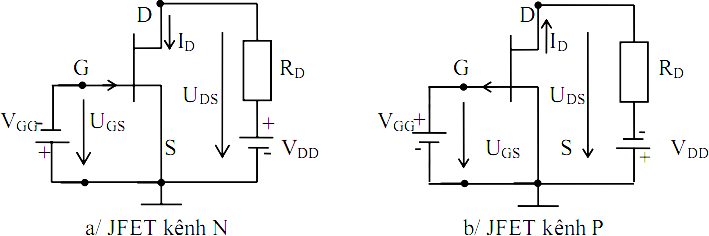 D
I_D
G
R_D
U_DS
V_GG
-
+
U_GS
S
+
-
V_DD
a/ JFET kênh N
D
I_D
G
R_D
U_DS
V_GG
+
-
U_GS
S
-
+
V_DD
b/ JFET kênh P